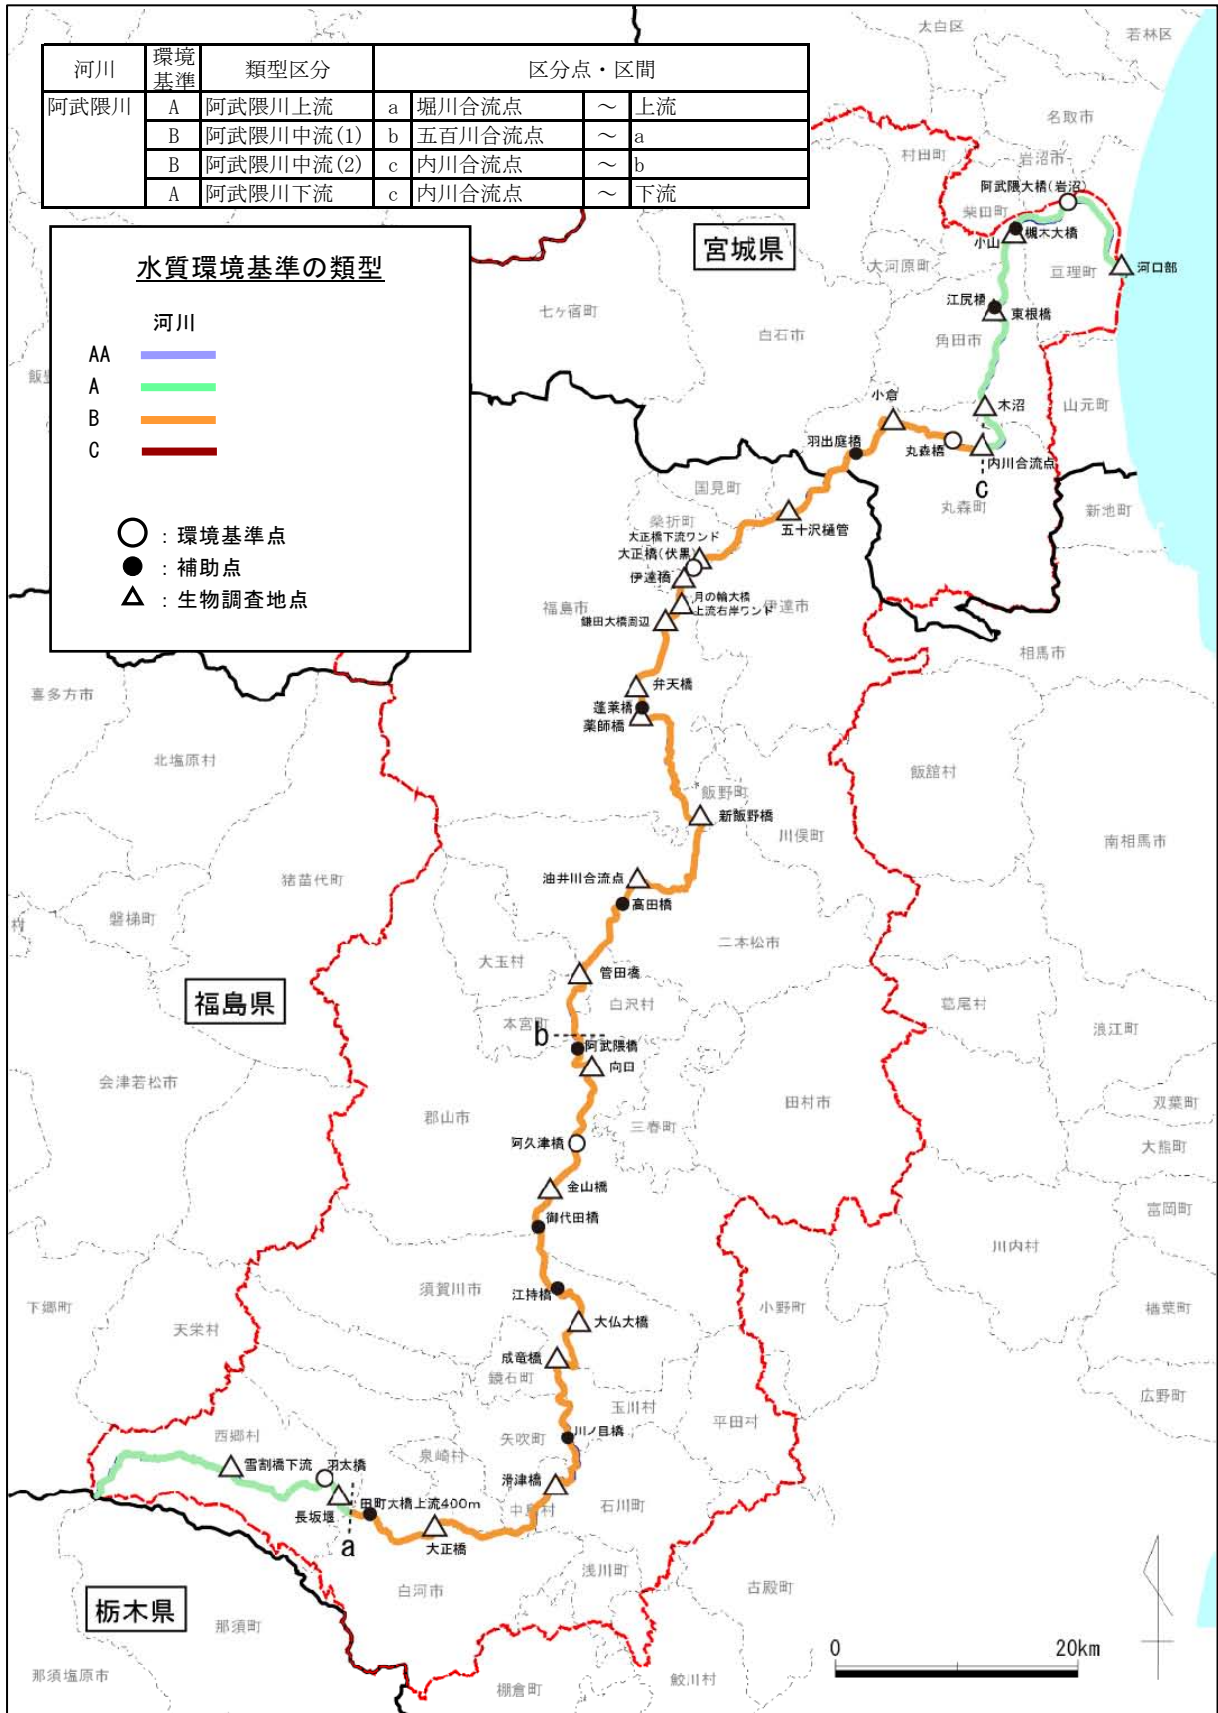 河川 環境基準 類型区分 区分点・区間
阿武隈川 A 阿武隈川上流 a 堀川合流点 ～ 上流
B 阿武隈川中流(1) b 五百川合流点 ～ a
B 阿武隈川中流(2) c 内川合流点 ～ b
A 阿武隈川下流 c 内川合流点 ～ 下流
水質環境基準の類型
河川
AA
A
B
C
：環境基準点
：補助点
：生物調査地点
太白区
若林区
名取市
村田町
岩沼市
阿武隈大橋(岩沼)
柴田町
宮城県
小山
槻木大橋
大河原町
亘理町
河口部
七ヶ宿町
江尻橋
東根橋
白石市
角田市
小倉
木沼
山元町
羽出庭橋
丸森橋
内川合流点
c
国見町
丸森町
新地町
桑折町
五十沢樋管
大正橋下流ワンド
大正橋(伏黒)
伊達橋
月の輪大橋
上流右岸ワンド
伊達市
福島市
鎌田大橋周辺
相馬市
喜多方市
弁天橋
蓬莱橋
薬師橋
北塩原村
飯舘村
飯野町
新飯野橋
川俣町
南相馬市
猪苗代町
油井川合流点
高田橋
磐梯町
村
二本松市
大玉村
管田橋
福島県
白沢村
葛尾村
本宮町
浪江町
b
阿武隈橋
向田
会津若松市
郡山市
田村市
双葉町
三春町
大熊町
阿久津橋
金山橋
富岡町
御代田橋
川内村
須賀川市
江持橋
下郷町
小野町
楢葉町
天栄村
大仏大橋
成竜橋
鏡石町
広野町
玉川村
平田村
西郷村
矢吹町
川ノ目橋
雪割橋下流
羽太橋
泉崎村
滑津橋
長坂堰
田町大橋上流400m
中島村
石川町
大正橋
a
浅川町
白河市
古殿町
栃木県
那須町
0 20km
那須塩原市
棚倉町
鮫川村